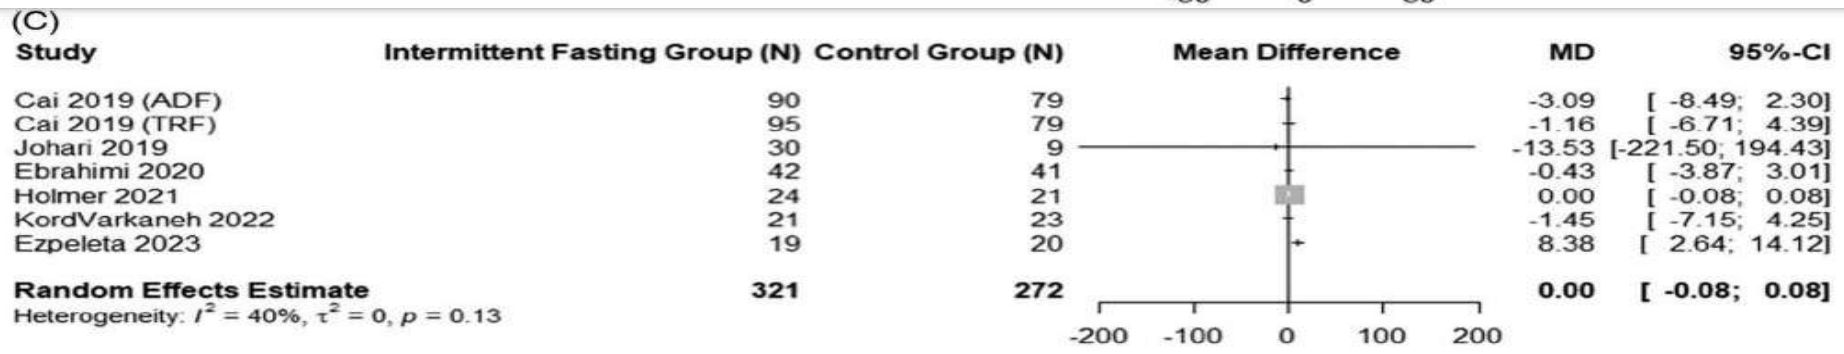 (C)
Study Intermittent Fasting Group (N) Control Group (N) Mean Difference MD 95%-CI
Cai 2019 (ADF) 90 79 -3.09 [ -8.49; 2.30]
Cai 2019 (TRF) 95 79 -1.16 [ -6.71; 4.39]
Johari 2019 30 9 -13.53 [-221.50; 194.43]
Ebrahimi 2020 42 41 -0.43 [ -3.87; 3.01]
Holmer 2021 24 21 0.00 [ -0.08; 0.08]
KordVarkaneh 2022 21 23 -1.45 [ -7.15; 4.25]
Ezpeleta 2023 19 20 8.38 [ 2.64; 14.12]
Random Effects Estimate 321 272 0.00 [ -0.08; 0.08]
Heterogeneity: I² = 40%, τ² = 0, p = 0.13
-200 -100 0 100 200